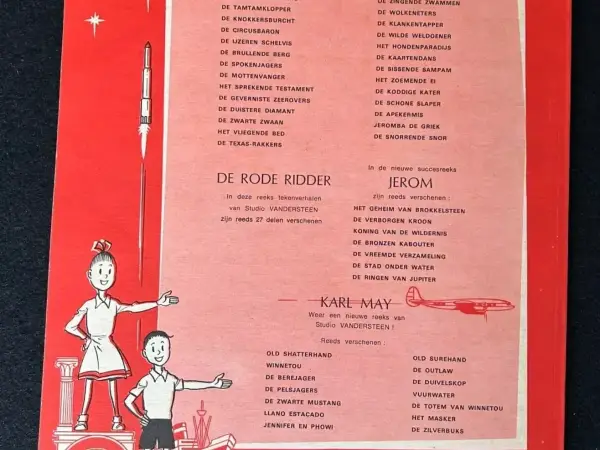 DE TAMTAMKLOPPER
DE KNOKKERSBURCHT
DE CIRCUSBARON
DE IJZEREN SCHELVIS
DE BRULLENDE BERG
DE SPOKENJAGERS
DE MOTTENVANGER
HET SPREKENDE TESTAMENT
DE GEVERNISTE ZEEROVERS
DE DUISTERE DIAMANT
DE ZWARTE ZWAAN
HET VLIEGENDE BED
DE TEXAS-RAKKERS
DE ZINGENDE ZWAMMEN
DE WOLKENETERS
DE KLANKENTAPPER
DE WILDE WELDOENER
HET HONDENPARADIJS
DE KAARTENDANS
DE SISSENDE SAMPAM
HET ZOEMENDE EI
DE KODDIGE KATER
DE SCHONE SLAPER
DE APEKERMIS
JEROMBA DE GRIEK
DE SNORRENDE SNOR
DE RODE RIDDER
In deze reeks tekenverhalen
van Studio VANDERSTEEN
zijn reeds 27 delen verschenen
In de nieuwe succesreeks
JEROM
zijn reeds verschenen :
HET GEHEIM VAN BROKKELSTEEN
DE VERBORGEN KROON
KONING VAN DE WILDERNIS
DE BRONZEN KABOUTER
DE VREEMDE VERZAMELING
DE STAD ONDER WATER
DE RINGEN VAN JUPITER
KARL MAY
Weer een nieuwe reeks van
Studio VANDERSTEEN !
Reeds verschenen :
OLD SHATTERHAND
WINNETOU
DE BEREJAGER
DE PELSJAGERS
DE ZWARTE MUSTANG
LLANO ESTACADO
JENNIFER EN PHOWI
OLD SUREHAND
DE OUTLAW
DE DUIVELSKOP
VUURWATER
DE TOTEM VAN WINNETOU
HET MASKER
DE ZILVERBUKS